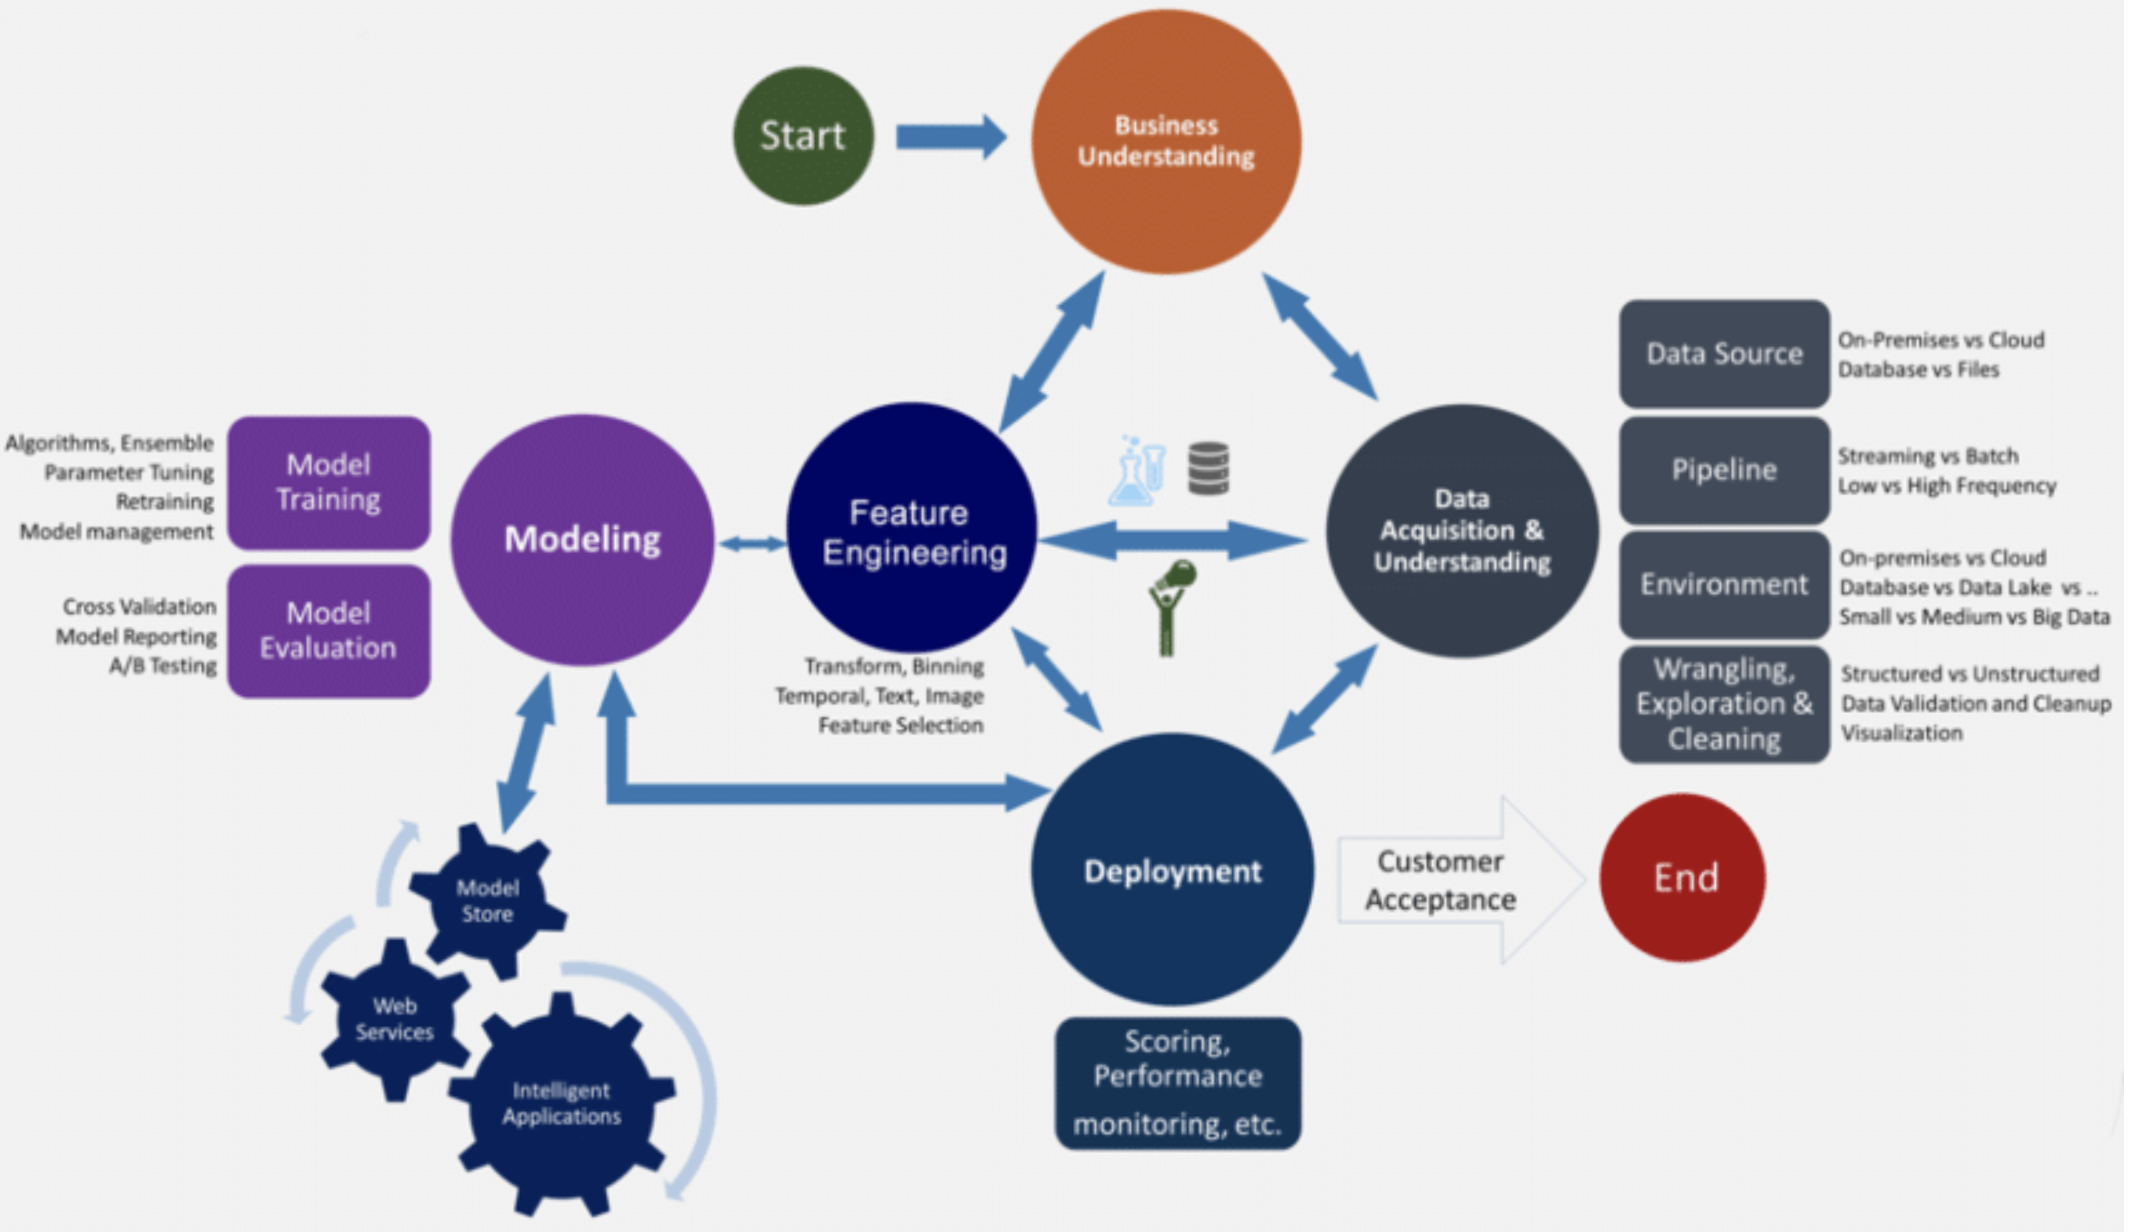 Start
Business
Understanding
Data Source
On-Premises vs Cloud
Database vs Files
Algorithms, Ensemble
Parameter Tuning
Retraining
Model management
Model
Training
Modeling
Feature
Engineering
Data
Acquisition &
Understanding
Pipeline
Streaming vs Batch
Low vs High Frequency
Environment
On-premises vs Cloud
Database vs Data Lake  vs ..
Small vs Medium vs Big Data
Cross Validation
Model Reporting
A/B Testing
Model
Evaluation
Transform, Binning
Temporal, Text, Image
Feature Selection
Wrangling,
Exploration &
Cleaning
Structured vs Unstructured
Data Validation and Cleanup
Visualization
Model
Store
Web
Services
Intelligent
Applications
Deployment
Customer
Acceptance
End
Scoring,
Performance
monitoring, etc.